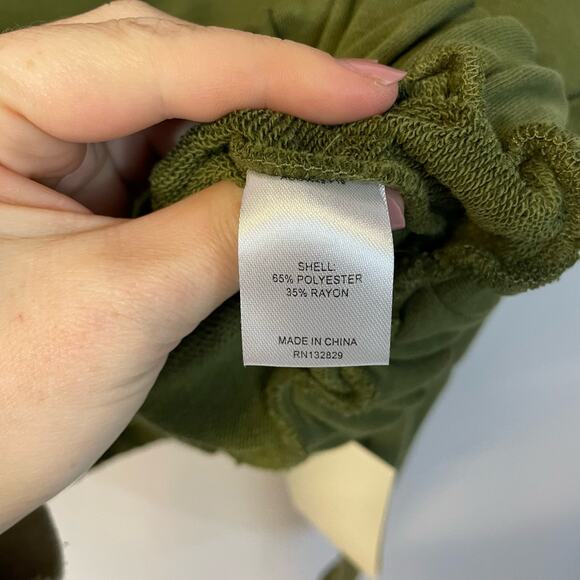 SHELL:
65% POLYESTER
35% RAYON
MADE IN CHINA
RN132829